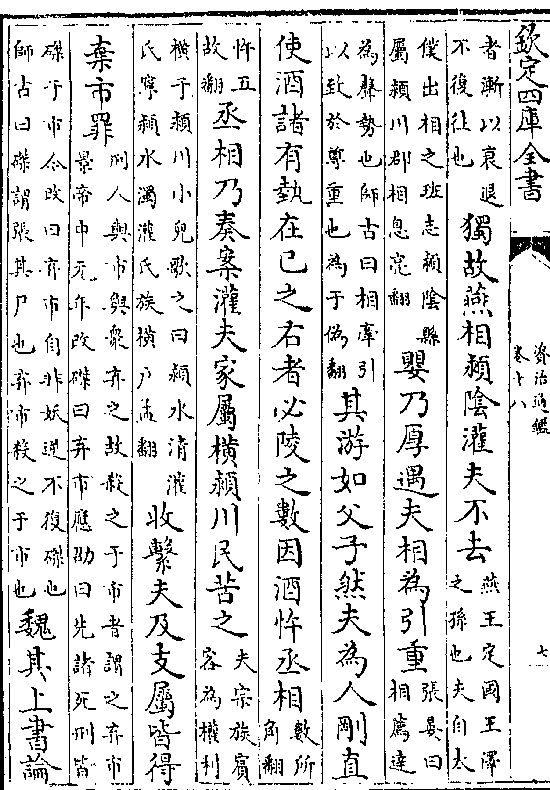 欽定四庫全書
資治通鑑
卷十八
七
者漸以衰退
不復往也
獨故燕相潁陰灌夫不去
燕王定國王澤
之孫也夫自太
僕出相之班志潁陰縣
屬潁川郡相息亮翻
嬰乃厚遇夫相為引重
張晏曰
相薦達
為聲勢也師古曰相牽引
以致於尊重也為于偽翻
其游如父子然夫為人剛直
使酒諸有埶在已之右者必陵之數因酒忤丞相
數所
角翻
忤五
故翻
丞相乃奏案灌夫家屬橫潁川民苦之
夫宗族賓
客為權利
橫于潁川小兒歌之曰潁水清灌
氏寧潁水濁灌氏族橫户孟翻
收繫夫及支屬皆得
棄市罪
刑人與市與衆弃之故殺之于市者謂之弃市
景帝中元年改磔曰弃市應劭曰先諸死刑皆
磔于市今改曰弃市自非妖逆不復磔也
師古曰磔謂張其尸也弃市殺之于市也
魏其上書論